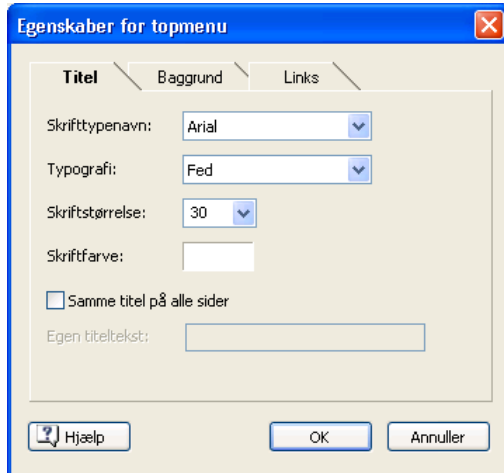 Egenskaber for topmenu
Titel Baggrund Links
Skrifttypenavn: Arial
Typografi: Fed
Skriftstørrelse: 30
Skriftfarve:
Samme titel på alle sider
Egen titeltekst:
Hjælp OK Annuller